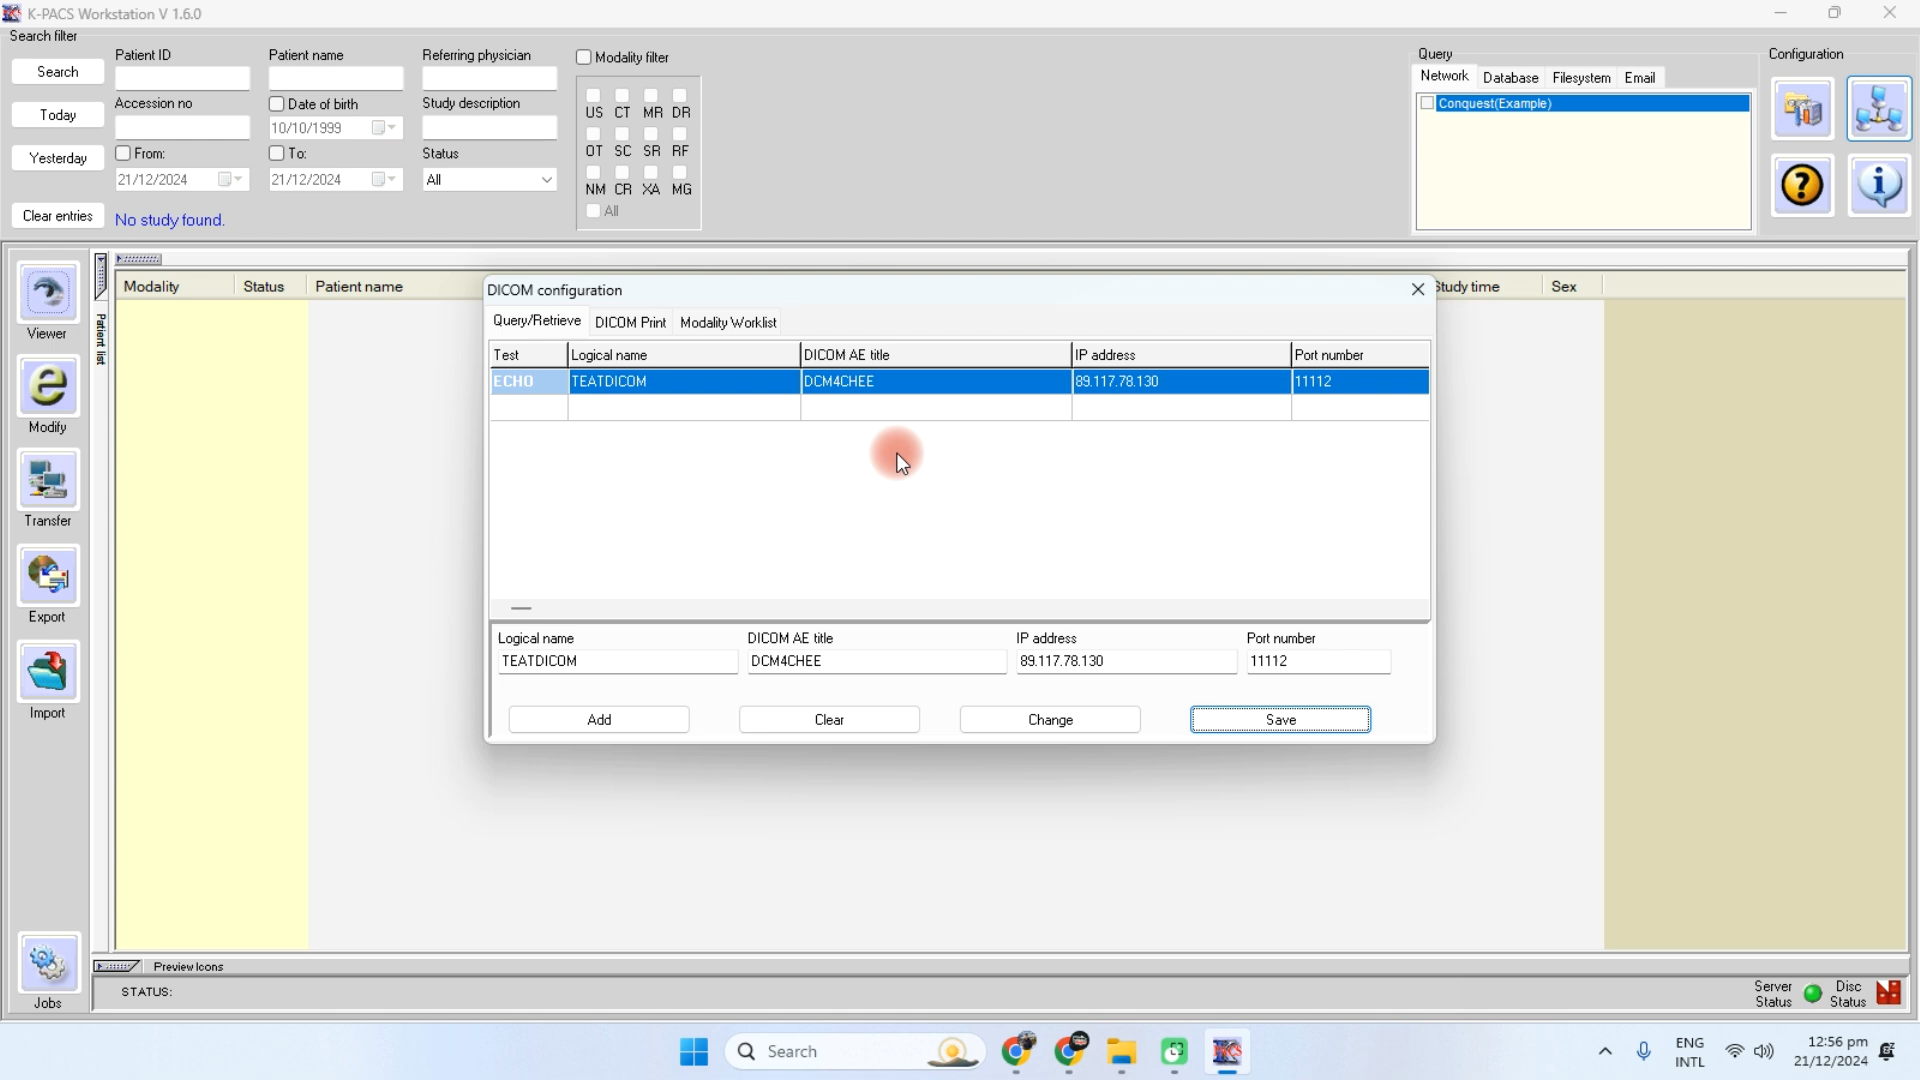 K-PACS Workstation V 1.6.0
Search filter
Search
Today
Yesterday
Clear entries
Patient ID
Patient name
Referring physician
Accession no
Date of birth
Study description
10/10/1999
From:
To:
Status
21/12/2024
21/12/2024
All
No study found.
Modality filter
US CT MR DR
OT SC SR RF
NM CR XA MG
All
Query
Network Database Filesystem Email
Conquest(Example)
Configuration
Viewer
Modify
Transfer
Export
Import
Jobs
Patient list
Modality Status Patient name
Study time Sex
DICOM configuration
Query/Retrieve DICOM Print Modality Worklist
Test Logical name DICOM AE title IP address Port number
ECHO TEATDICOM DCM4CHEE 89.117.78.130 11112
Logical name DICOM AE title IP address Port number
TEATDICOM DCM4CHEE 89.117.78.130 11112
Add Clear Change Save
Preview Icons
STATUS:
Server Status
Disc Status
Search
ENG
INTL
12:56 pm
21/12/2024